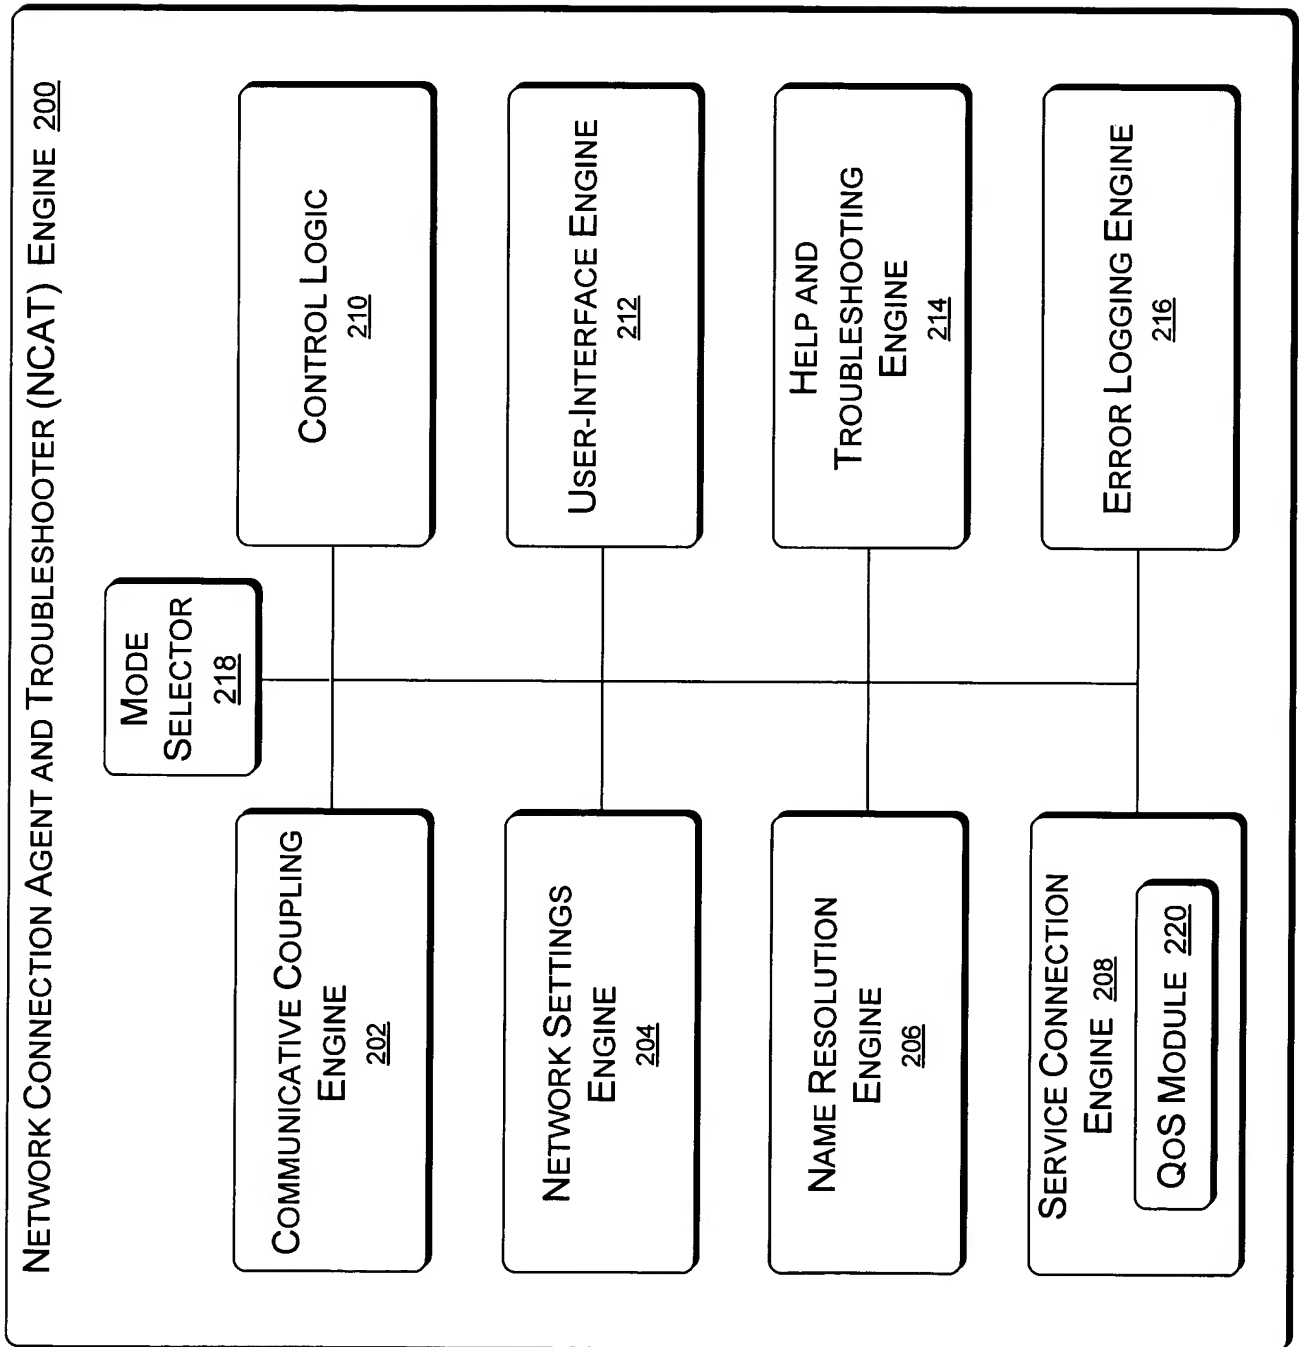 NETWORK CONNECTION AGENT AND TROUBLESHOOTER (NCAT) ENGINE 200
MODE
SELECTOR
218
COMMUNICATIVE COUPLING
ENGINE
202
CONTROL LOGIC
210
NETWORK SETTINGS
ENGINE
204
USER-INTERFACE ENGINE
212
NAME RESOLUTION
ENGINE
206
HELP AND
TROUBLESHOOTING
ENGINE
214
SERVICE CONNECTION
ENGINE 208
QOS MODULE 220
ERROR LOGGING ENGINE
216